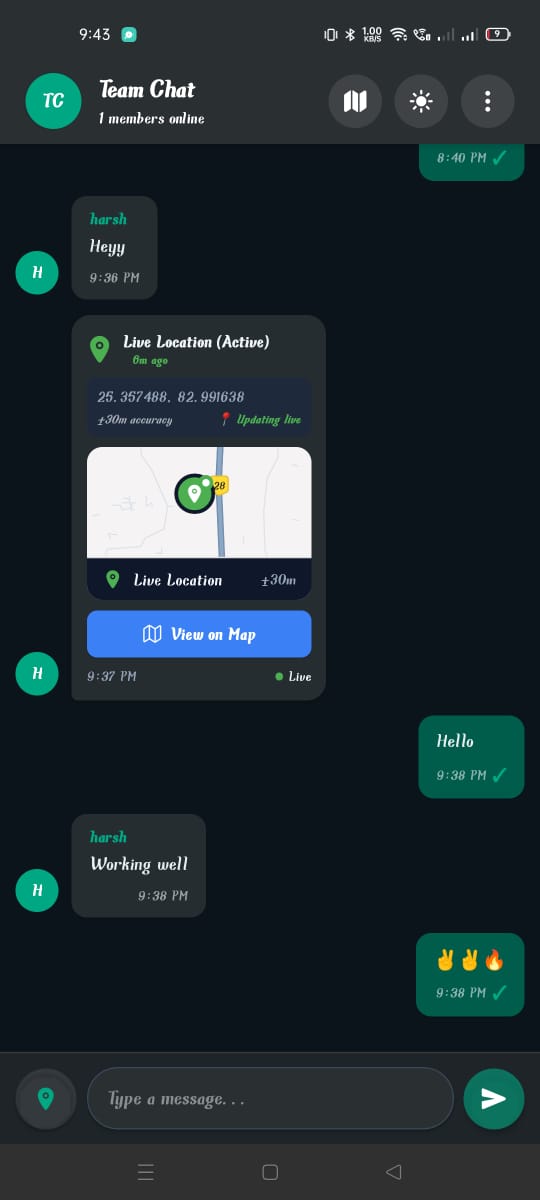 9:43
1.00
KB/S
9
TC
Team Chat
1 members online
8:40 PM
harsh
Heyy
H
9:36 PM
Live Location (Active)
6m ago
25.357488, 82.991638
±30m accuracy
Updating live
28
Live Location
±30m
View on Map
H
9:37 PM
Live
Hello
9:38 PM
harsh
Working well
H
9:38 PM
✌️✌️🔥
9:38 PM
Type a message...